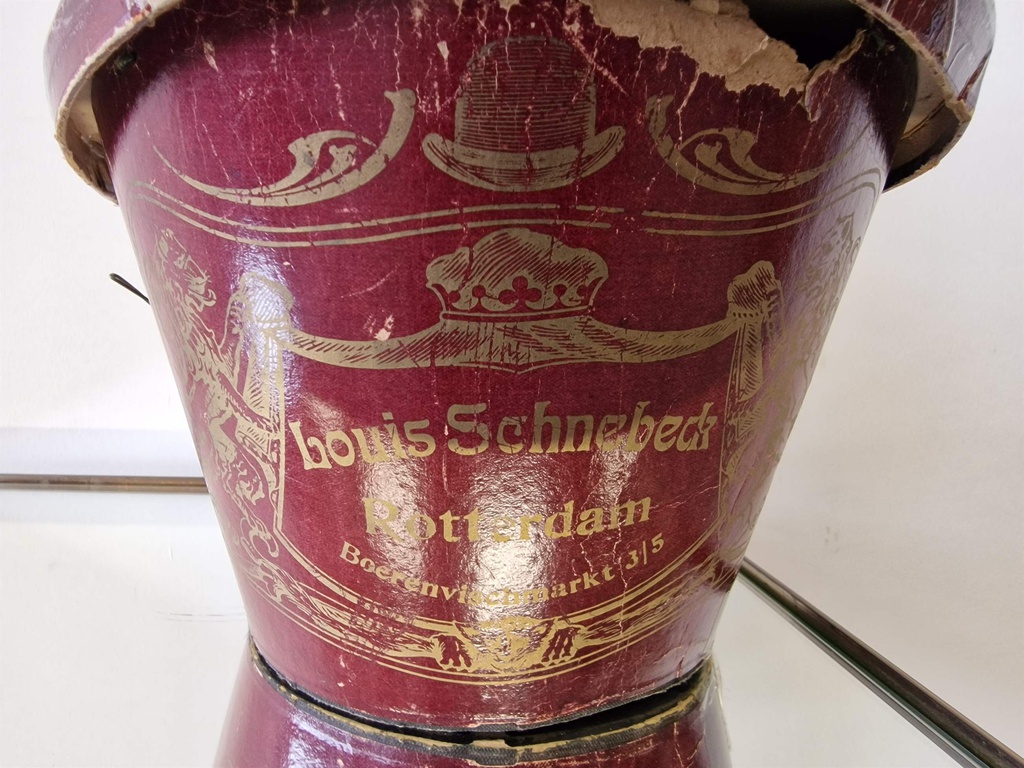 Louis Schnebeck
Rotterdam
Boerenvischmarkt 3|5